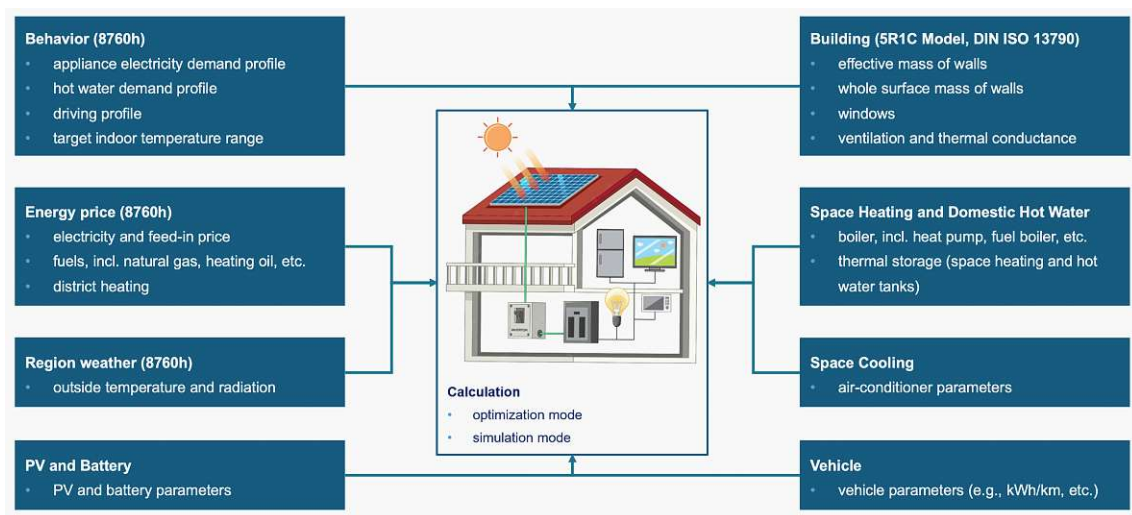 Behavior (8760h)
• appliance electricity demand profile
• hot water demand profile
• driving profile
• target indoor temperature range
Energy price (8760h)
• electricity and feed-in price
• fuels, incl. natural gas, heating oil, etc.
• district heating
Region weather (8760h)
• outside temperature and radiation
PV and Battery
• PV and battery parameters
Calculation
• optimization mode
• simulation mode
Building (5R1C Model, DIN ISO 13790)
• effective mass of walls
• whole surface mass of walls
• windows
• ventilation and thermal conductance
Space Heating and Domestic Hot Water
• boiler, incl. heat pump, fuel boiler, etc.
• thermal storage (space heating and hot
water tanks)
Space Cooling
• air-conditioner parameters
Vehicle
• vehicle parameters (e.g., kWh/km, etc.)